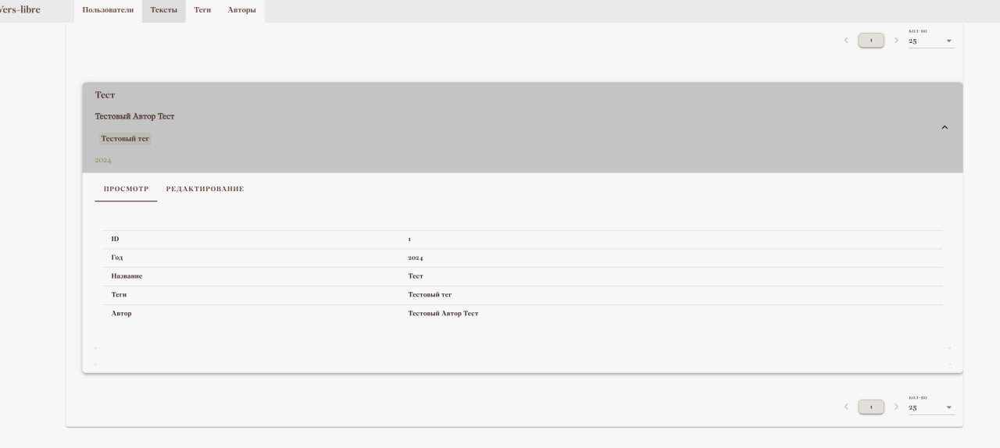 Vers-libre Пользователи Тексты Теги Авторы
кол-во
1 25
Тест
Тестовый Автор Тест
Тестовый тег
2024
ПРОСМОТР РЕДАКТИРОВАНИЕ
ID 1
Год 2024
Название Тест
Теги Тестовый тег
Автор Тестовый Автор Тест
кол-во
1 25